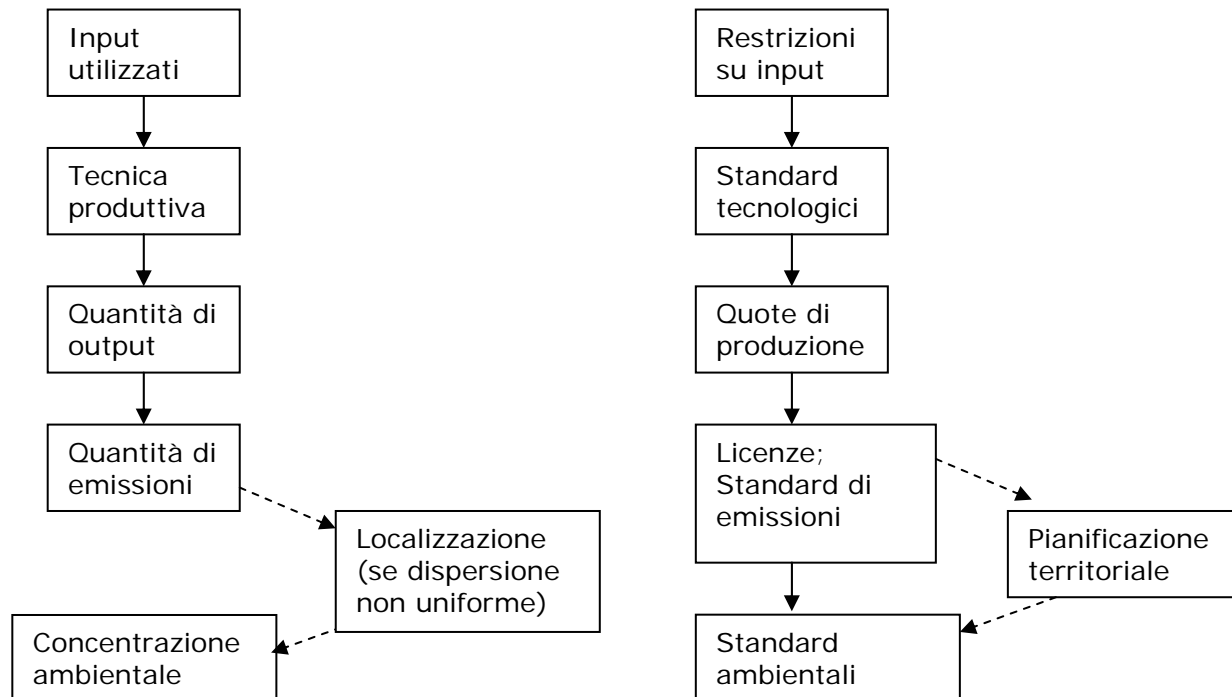 Input
utilizzati
Tecnica
produttiva
Quantità di
output
Quantità di
emissioni
Localizzazione
(se dispersione
non uniforme)
Concentrazione
ambientale
Restrizioni
su input
Standard
tecnologici
Quote di
produzione
Licenze;
Standard di
emissioni
Pianificazione
territoriale
Standard
ambientali